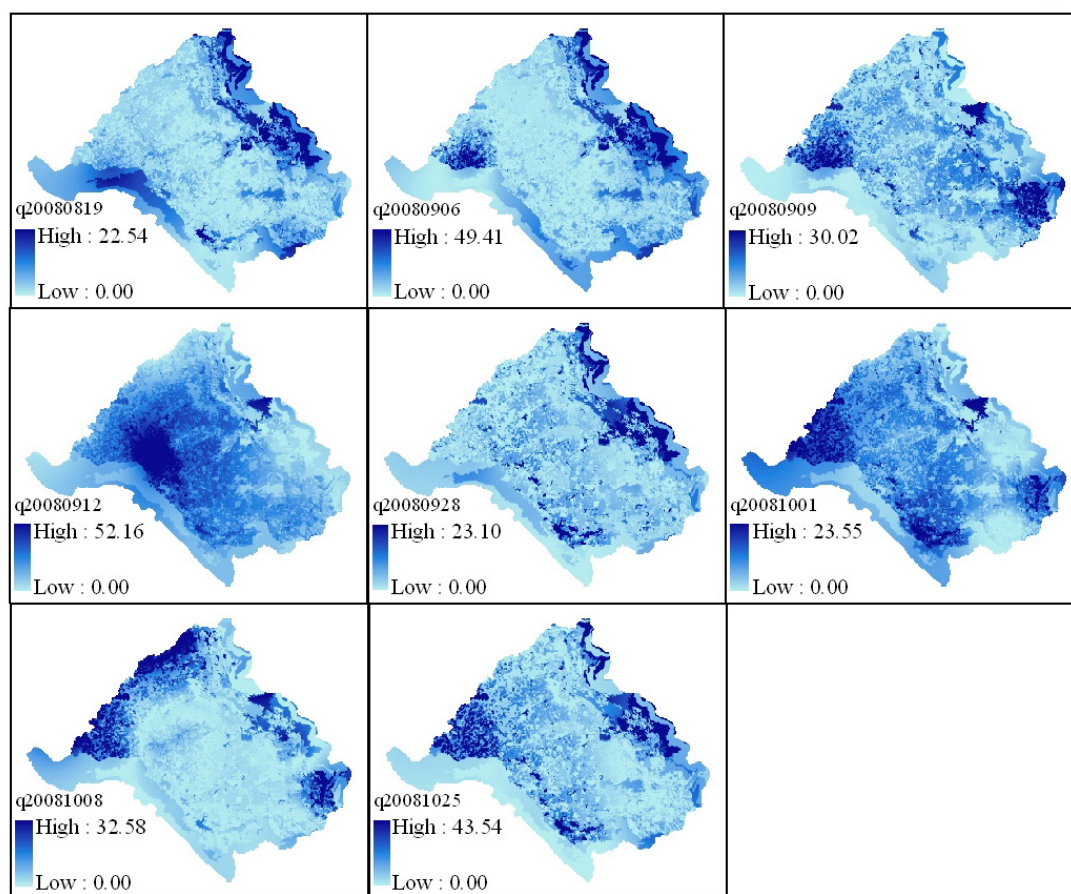 q20080819
High : 22.54
Low : 0.00
q20080906
High : 49.41
Low : 0.00
q20080909
High : 30.02
Low : 0.00
q20080912
High : 52.16
Low : 0.00
q20080928
High : 23.10
Low : 0.00
q20081001
High : 23.55
Low : 0.00
q20081008
High : 32.58
Low : 0.00
q20081025
High : 43.54
Low : 0.00